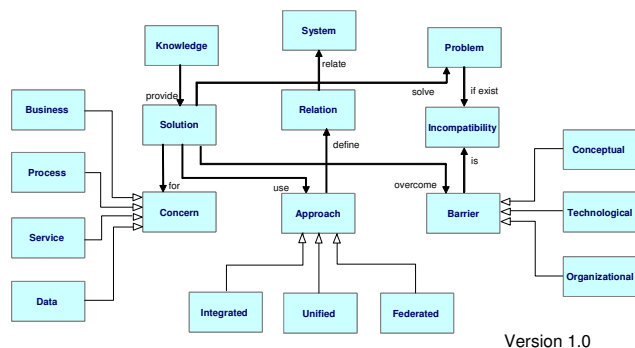 System
Knowledge
Problem
relate
provide
solve
if exist
Business
Solution
Relation
Incompatibility
define
is
Conceptual
Process
for
use
overcome
Concern
Approach
Barrier
Technological
Service
Organizational
Data
Integrated
Unified
Federated
Version 1.0